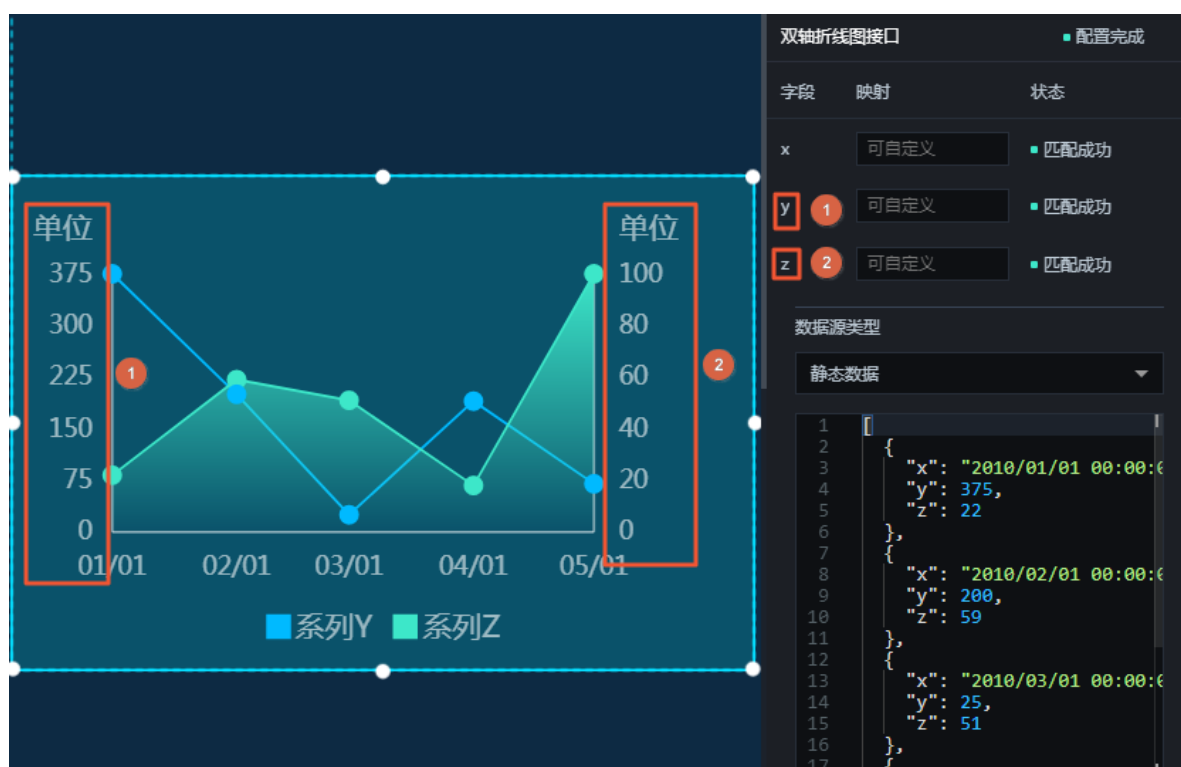 双轴折线图接口
配置完成
字段 映射 状态
x 可自定义 匹配成功
y 1 可自定义 匹配成功
z 2 可自定义 匹配成功
数据源类型
静态数据
1 [
2 {
3 "x": "2010/01/01 00:00:0
4 "y": 375,
5 "z": 22
6 },
7 {
8 "x": "2010/02/01 00:00:0
9 "y": 200,
10 "z": 59
11 },
12 {
13 "x": "2010/03/01 00:00:0
14 "y": 25,
15 "z": 51
16 },
17 {
单位 单位
375 100
300 80
225 1 60 2
150 40
75 20
0 0
01/01 02/01 03/01 04/01 05/01
系列Y 系列Z